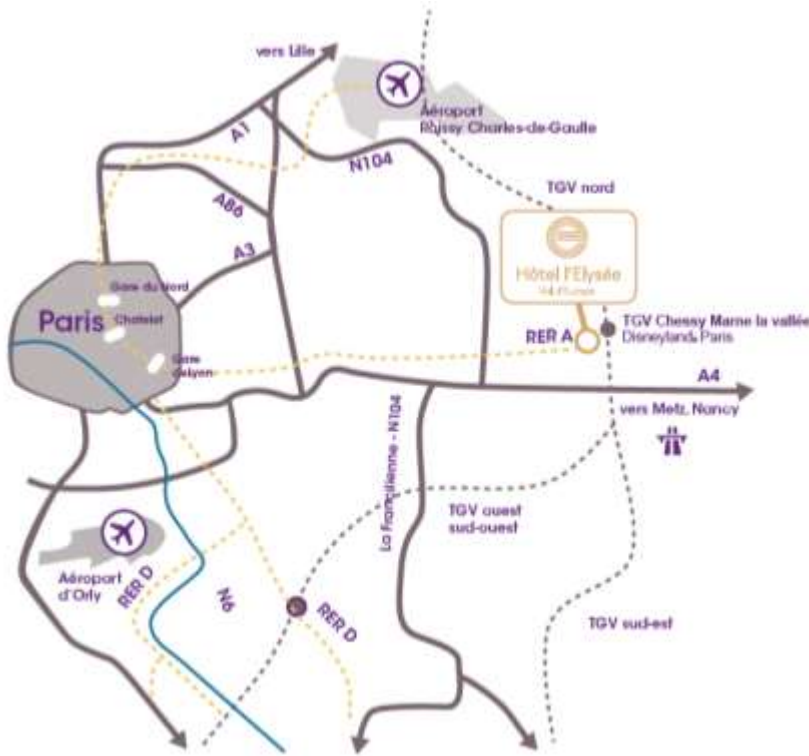 vers Lille
Aéroport
Roissy Charles-de-Gaulle
A1
N104
TGV nord
A86
A3
Hôtel l'Elysée
Val d'Europe
Gare du Nord
Paris
Chatelet
Gare
de Lyon
RER A
TGV Chessy Marne la vallée
Disneyland® Paris
A4
vers Metz, Nancy
La Francilienne - N104
TGV ouest
sud-ouest
Aéroport
d'Orly
RER D
N6
RER D
TGV sud-est